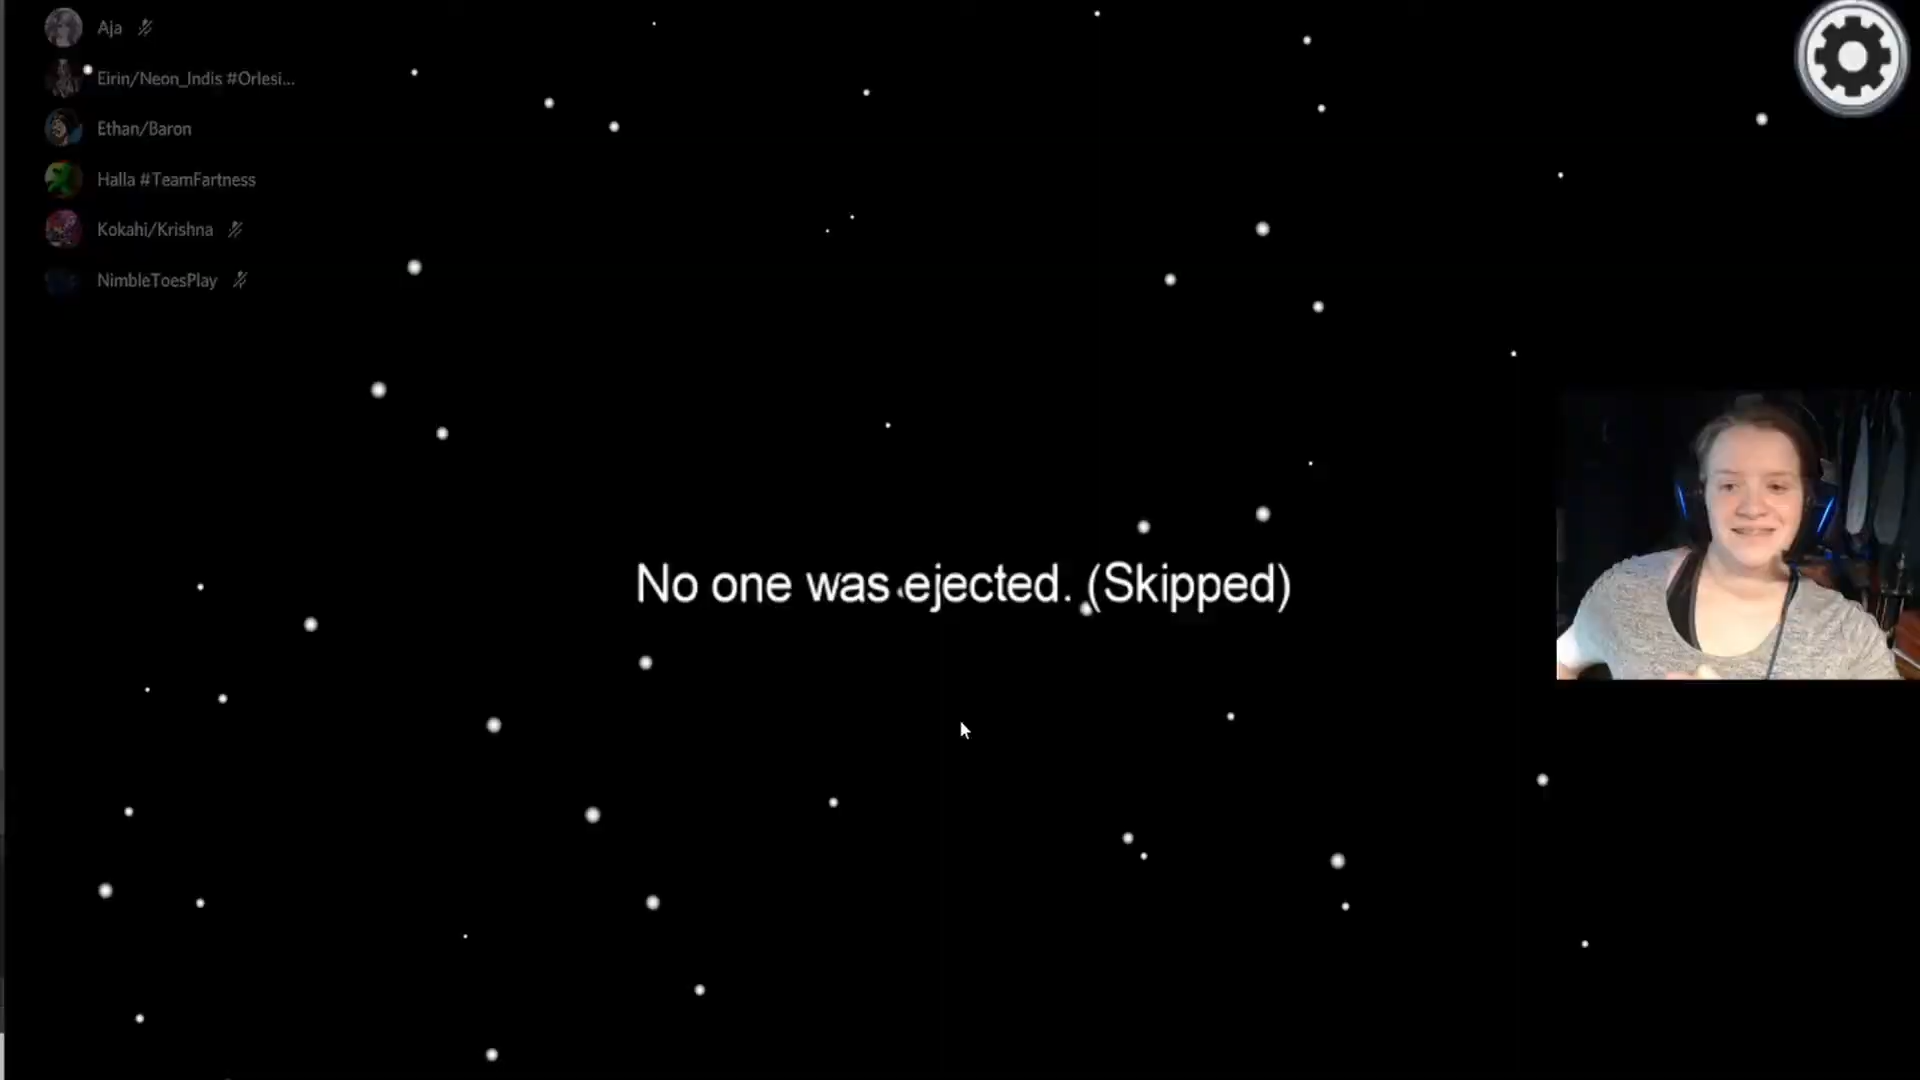 Aja
Eirin/Neon_Indis #Orlesi...
Ethan/Baron
Halla #TeamFartness
Kokahi/Krishna
NimbleToesPlay
No one was ejected. (Skipped)